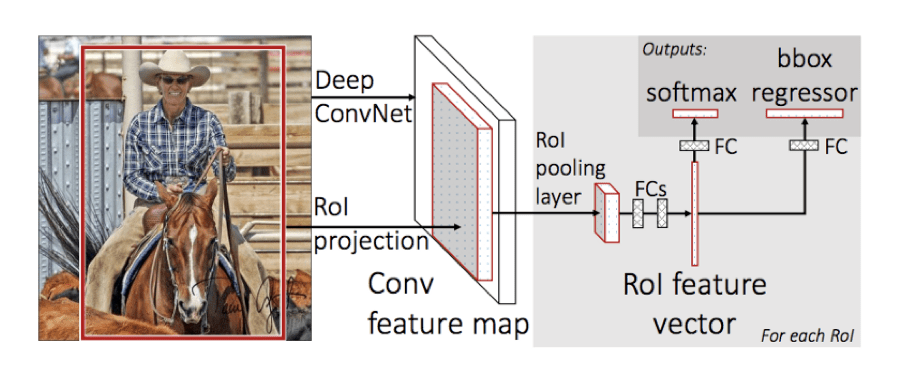 Deep
ConvNet
RoI
projection
Conv
feature map
RoI
pooling
layer
FCs
RoI feature
vector
For each RoI
Outputs:
softmax
bbox
regressor
FC
FC